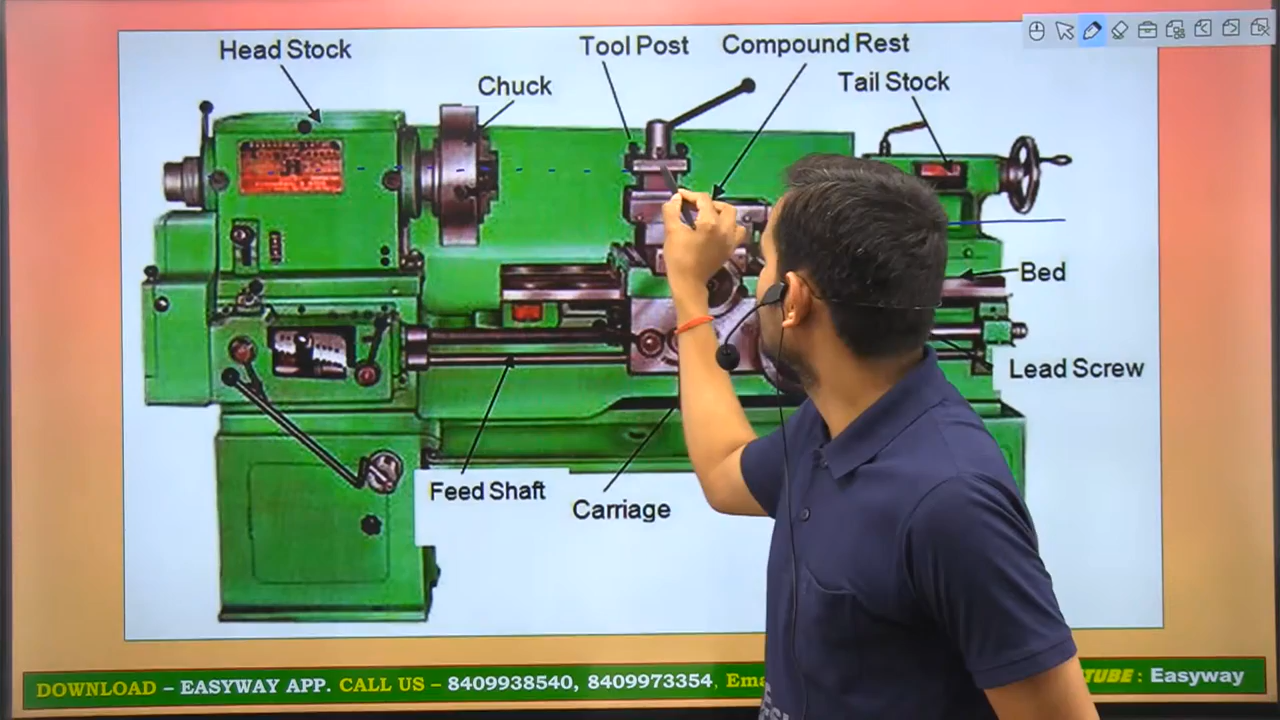 Head Stock
Tool Post
Compound Rest
Chuck
Tail Stock
Bed
Lead Screw
Feed Shaft
Carriage
DOWNLOAD – EASYWAY APP. CALL US – 8409938540, 8409973354, Ema
TUBE : Easyway